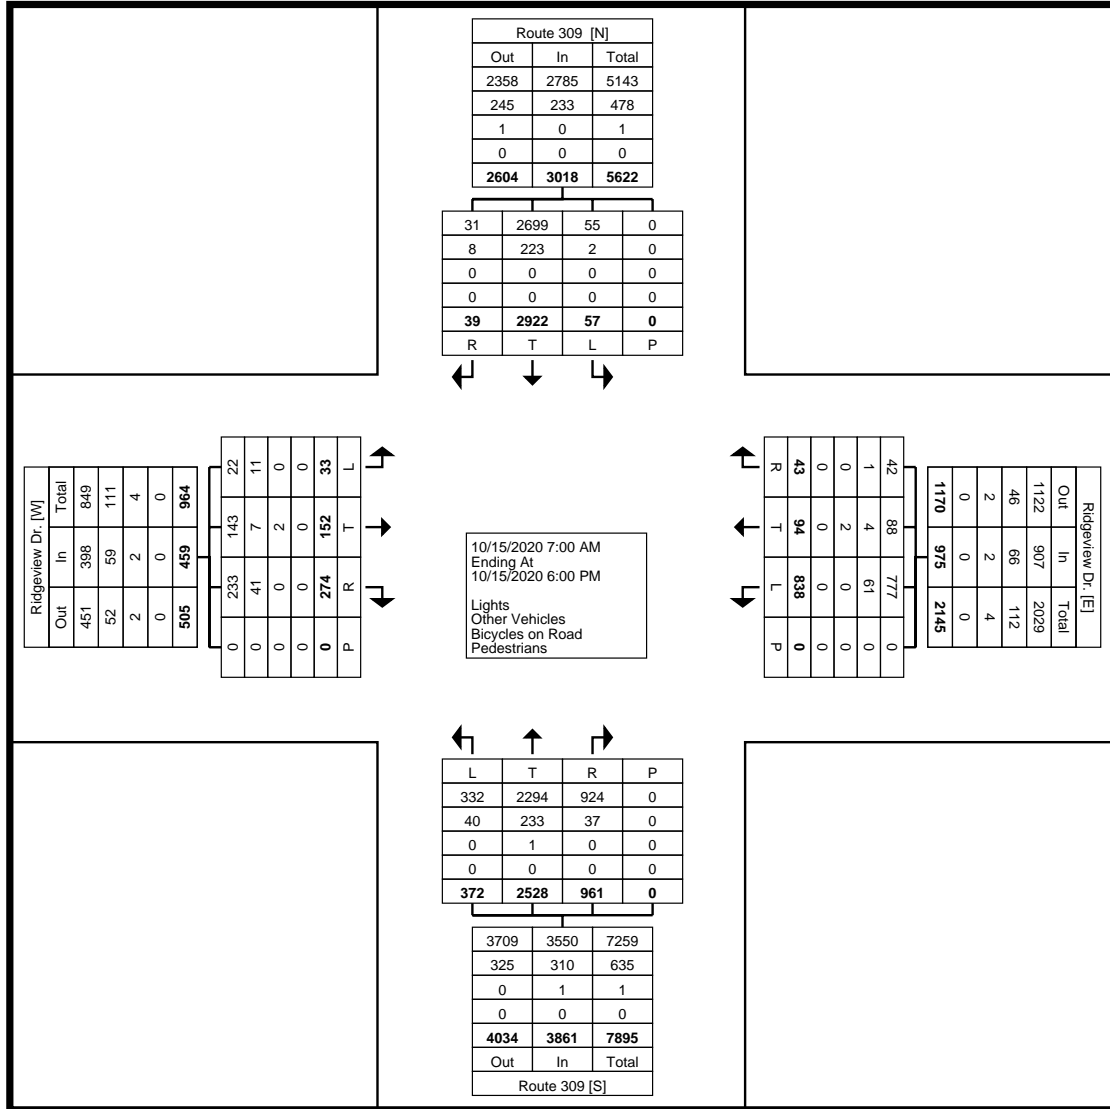 Route 309 [N]
Out In Total
2358 2785 5143
245 233 478
1 0 1
0 0 0
2604 3018 5622
31 2699 55 0
8 223 2 0
0 0 0 0
0 0 0 0
39 2922 57 0
R T L P
Ridgeview Dr. [W]
Total 849 111 4 0 964
In 398 59 2 0 459
Out 451 52 2 0 505
22 11 0 0 33 L
143 7 2 0 152 T
233 41 0 0 274 R
0 0 0 0 0 P
10/15/2020 7:00 AM
Ending At
10/15/2020 6:00 PM
Lights
Other Vehicles
Bicycles on Road
Pedestrians
R 43 0 0 1 42
T 94 0 2 4 88
L 838 0 0 61 777
P 0 0 0 0 0
1170 0 2 46 1122 Out
975 0 2 66 907 In
2145 0 4 112 2029 Total
Ridgeview Dr. [E]
L T R P
332 2294 924 0
40 233 37 0
0 1 0 0
0 0 0 0
372 2528 961 0
3709 3550 7259
325 310 635
0 1 1
0 0 0
4034 3861 7895
Out In Total
Route 309 [S]